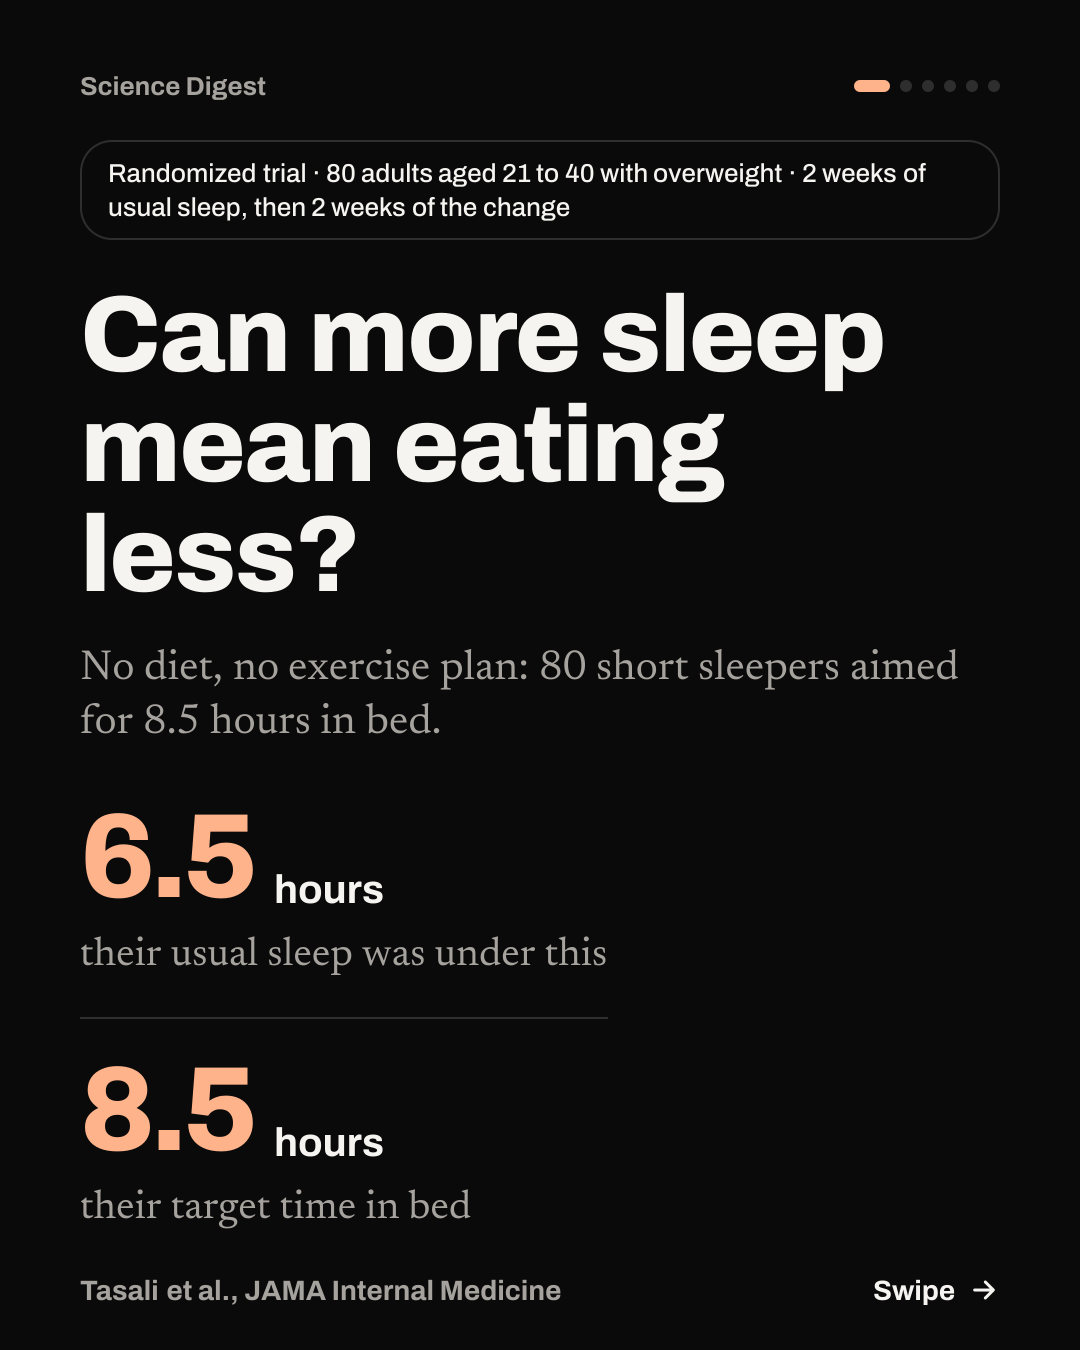 Science Digest
Randomized trial · 80 adults aged 21 to 40 with overweight · 2 weeks of
usual sleep, then 2 weeks of the change
Can more sleep
mean eating
less?
No diet, no exercise plan: 80 short sleepers aimed
for 8.5 hours in bed.
6.5 hours
their usual sleep was under this
8.5 hours
their target time in bed
Tasali et al., JAMA Internal Medicine
Swipe →